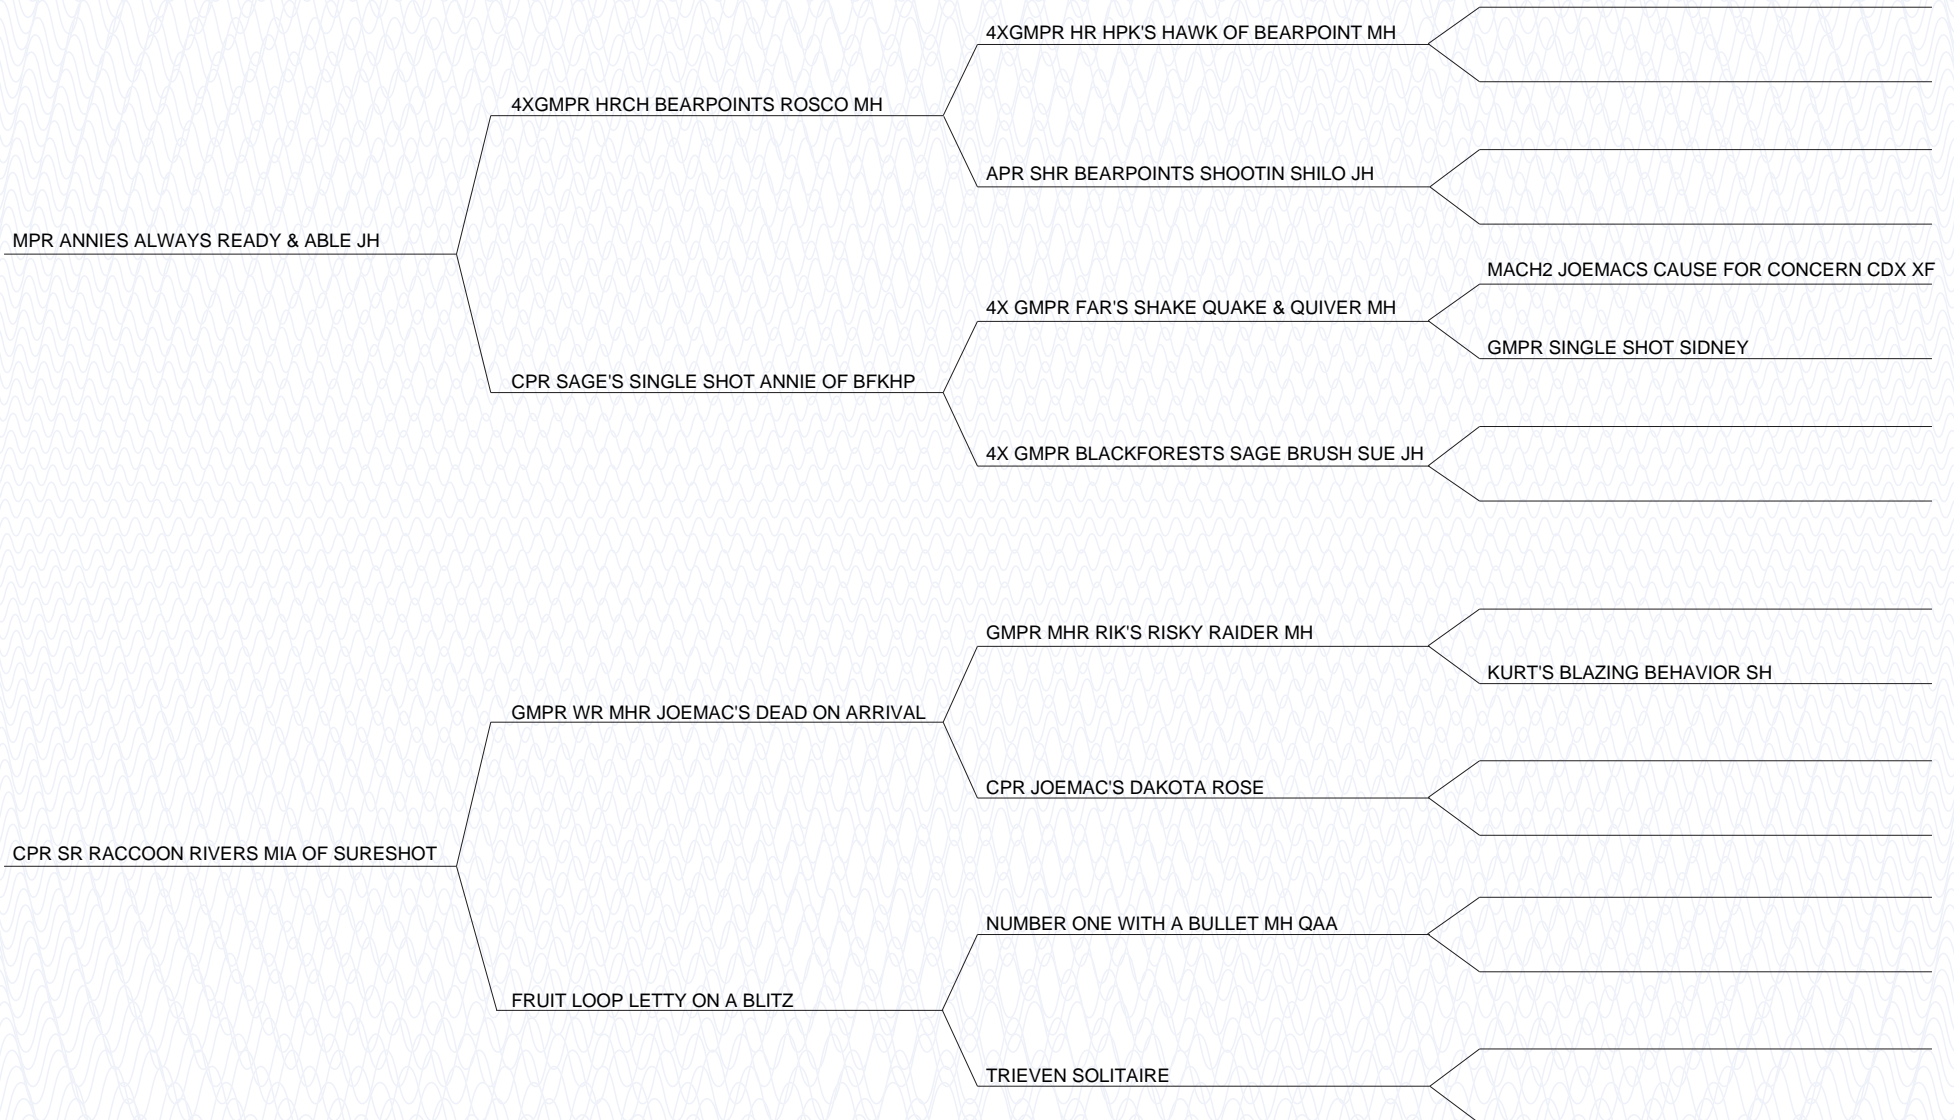 4XGMPR HR HPK'S HAWK OF BEARPOINT MH
4XGMPR HRCH BEARPOINTS ROSCO MH
APR SHR BEARPOINTS SHOOTIN SHILO JH
MPR ANNIES ALWAYS READY & ABLE JH
MACH2 JOEMACS CAUSE FOR CONCERN CDX XF
4X GMPR FAR'S SHAKE QUAKE & QUIVER MH
GMPR SINGLE SHOT SIDNEY
CPR SAGE'S SINGLE SHOT ANNIE OF BFKHP
4X GMPR BLACKFORESTS SAGE BRUSH SUE JH
GMPR MHR RIK'S RISKY RAIDER MH
KURT'S BLAZING BEHAVIOR SH
GMPR WR MHR JOEMAC'S DEAD ON ARRIVAL
CPR JOEMAC'S DAKOTA ROSE
CPR SR RACCOON RIVERS MIA OF SURESHOT
NUMBER ONE WITH A BULLET MH QAA
FRUIT LOOP LETTY ON A BLITZ
TRIEVEN SOLITAIRE